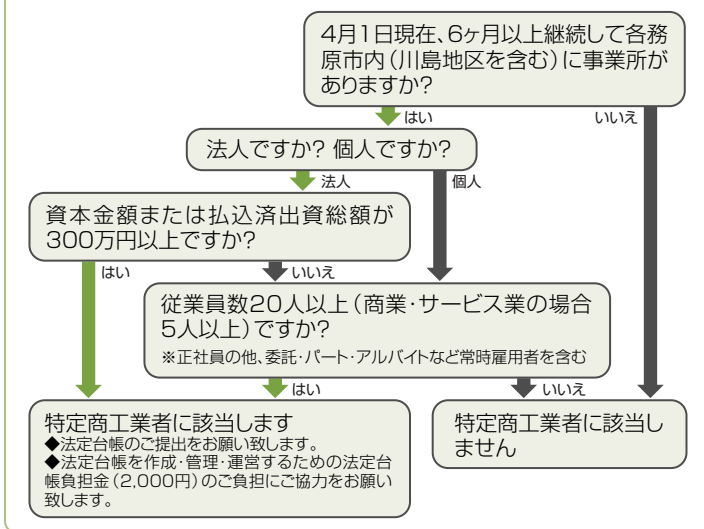 4月1日現在、6ヶ月以上継続して各務
原市内(川島地区を含む)に事業所が
ありますか?
はい
いいえ
法人ですか? 個人ですか?
法人
個人
資本金額または払込済出資総額が
300万円以上ですか?
はい
いいえ
従業員数20人以上(商業・サービス業の場合
5人以上)ですか?
※正社員の他、委託・パート・アルバイトなど常時雇用者を含む
はい
いいえ
特定商工業者に該当します
◆法定台帳のご提出をお願い致します。
◆法定台帳を作成・管理・運営するための法定台
帳負担金(2,000円)のご負担にご協力をお願い
致します。
特定商工業者に該当し
ません